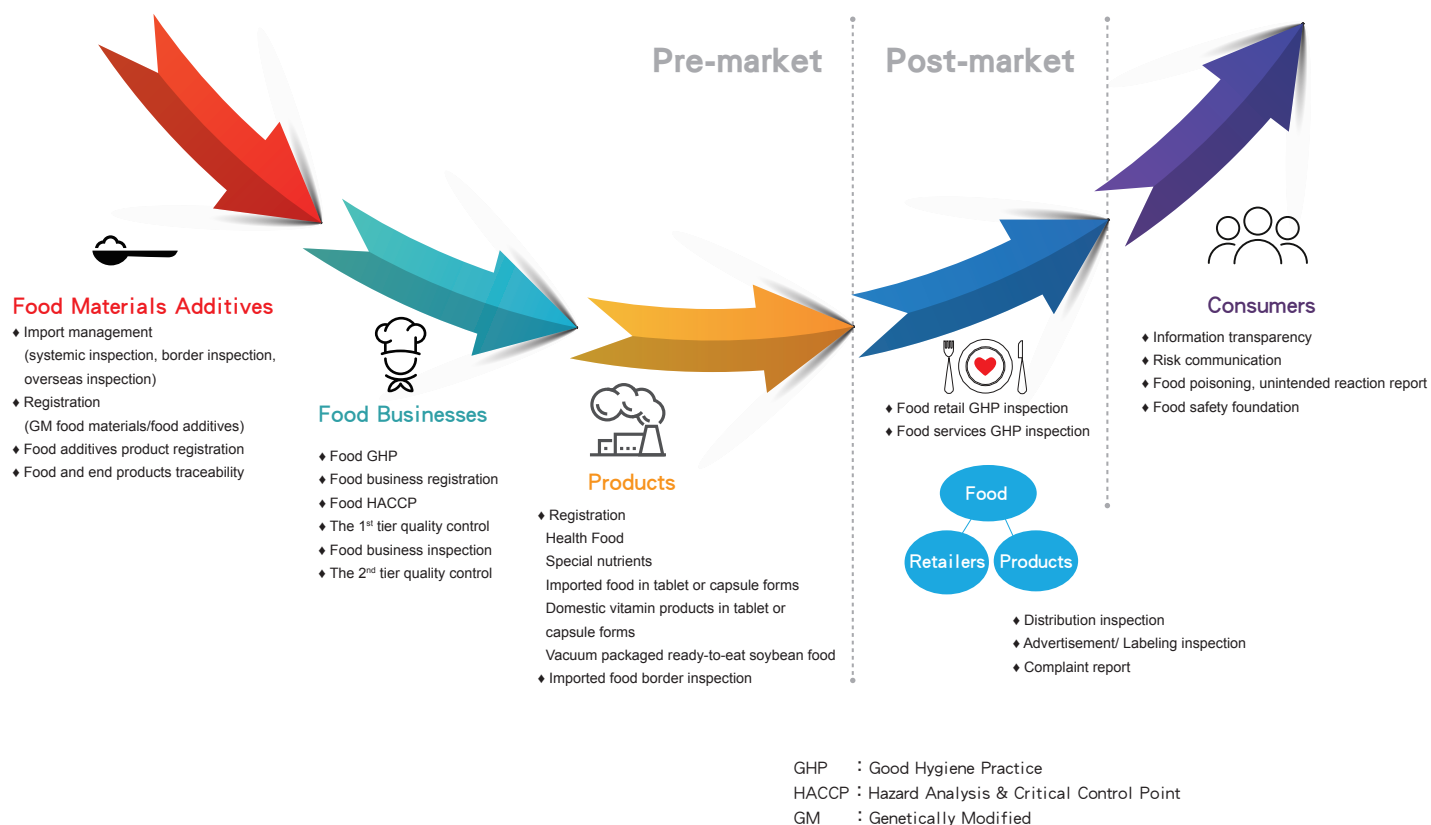 Pre-market
Post-market
Food Materials Additives
♦ Import management
(systemic inspection, border inspection,
overseas inspection)
♦ Registration
(GM food materials/food additives)
♦ Food additives product registration
♦ Food and end products traceability
Food Businesses
♦ Food GHP
♦ Food business registration
♦ Food HACCP
♦ The 1st tier quality control
♦ Food business inspection
♦ The 2nd tier quality control
Products
♦ Registration
Health Food
Special nutrients
Imported food in tablet or capsule forms
Domestic vitamin products in tablet or
capsule forms
Vacuum packaged ready-to-eat soybean food
♦ Imported food border inspection
♦ Food retail GHP inspection
♦ Food services GHP inspection
Food
Retailers
Products
♦ Distribution inspection
♦ Advertisement/ Labeling inspection
♦ Complaint report
Consumers
♦ Information transparency
♦ Risk communication
♦ Food poisoning, unintended reaction report
♦ Food safety foundation
GHP : Good Hygiene Practice
HACCP : Hazard Analysis & Critical Control Point
GM : Genetically Modified